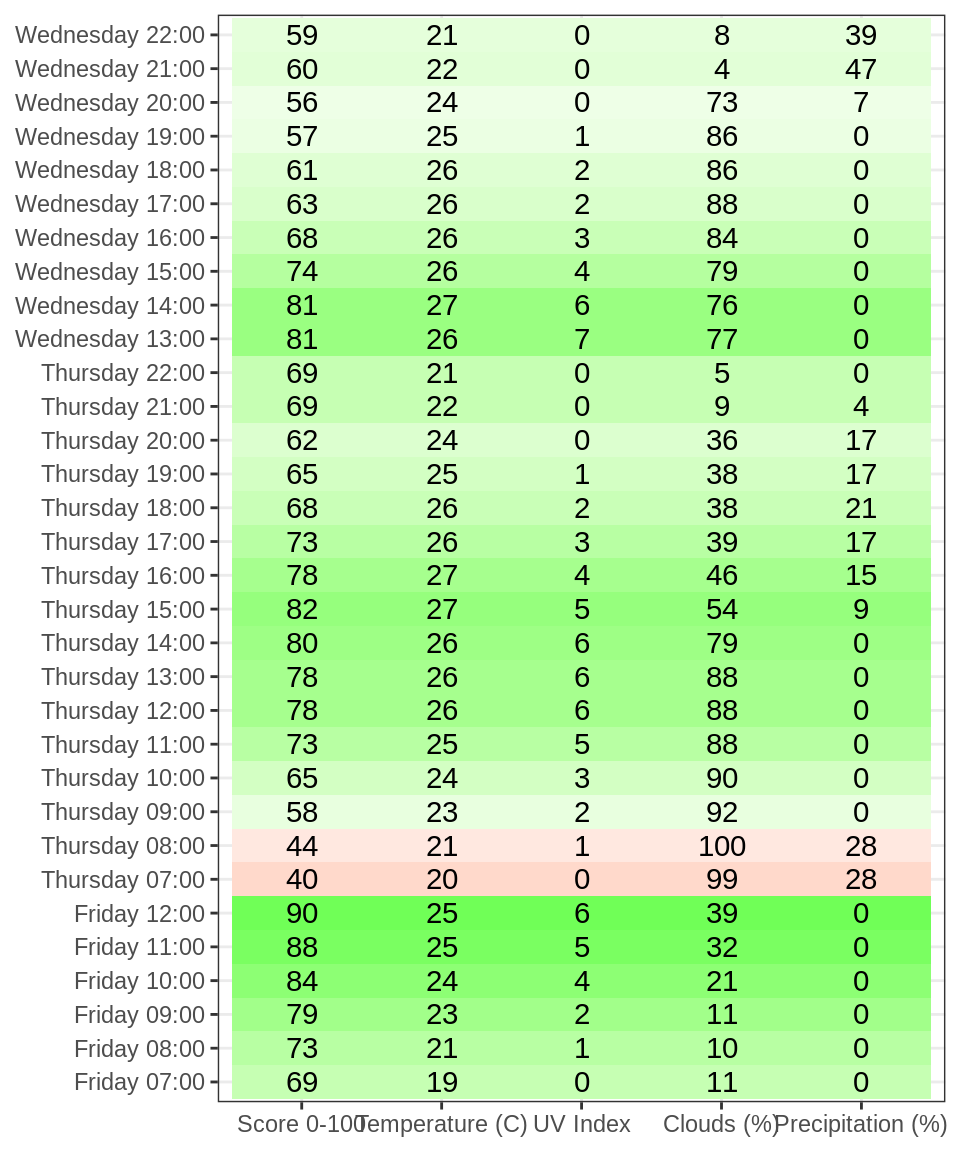 Wednesday 22:00 59 21 0 8 39
Wednesday 21:00 60 22 0 4 47
Wednesday 20:00 56 24 0 73 7
Wednesday 19:00 57 25 1 86 0
Wednesday 18:00 61 26 2 86 0
Wednesday 17:00 63 26 2 88 0
Wednesday 16:00 68 26 3 84 0
Wednesday 15:00 74 26 4 79 0
Wednesday 14:00 81 27 6 76 0
Wednesday 13:00 81 26 7 77 0
Thursday 22:00 69 21 0 5 0
Thursday 21:00 69 22 0 9 4
Thursday 20:00 62 24 0 36 17
Thursday 19:00 65 25 1 38 17
Thursday 18:00 68 26 2 38 21
Thursday 17:00 73 26 3 39 17
Thursday 16:00 78 27 4 46 15
Thursday 15:00 82 27 5 54 9
Thursday 14:00 80 26 6 79 0
Thursday 13:00 78 26 6 88 0
Thursday 12:00 78 26 6 88 0
Thursday 11:00 73 25 5 88 0
Thursday 10:00 65 24 3 90 0
Thursday 09:00 58 23 2 92 0
Thursday 08:00 44 21 1 100 28
Thursday 07:00 40 20 0 99 28
Friday 12:00 90 25 6 39 0
Friday 11:00 88 25 5 32 0
Friday 10:00 84 24 4 21 0
Friday 09:00 79 23 2 11 0
Friday 08:00 73 21 1 10 0
Friday 07:00 69 19 0 11 0
Score 0-100 Temperature (C) UV Index Clouds (%) Precipitation (%)